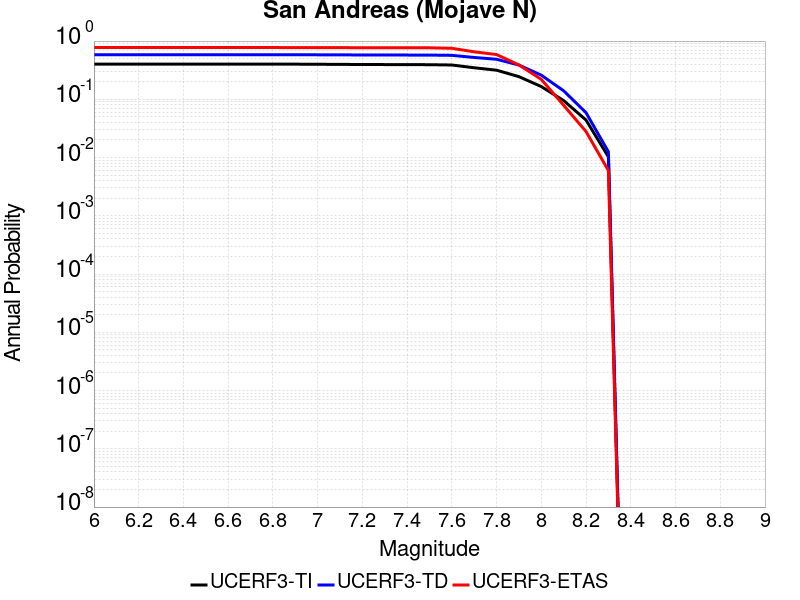 San Andreas (Mojave N)
Annual Probability
10^0
10^-1
10^-2
10^-3
10^-4
10^-5
10^-6
10^-7
10^-8
6 6.2 6.4 6.6 6.8 7 7.2 7.4 7.6 7.8 8 8.2 8.4 8.6 8.8 9
Magnitude
UCERF3-TI UCERF3-TD UCERF3-ETAS